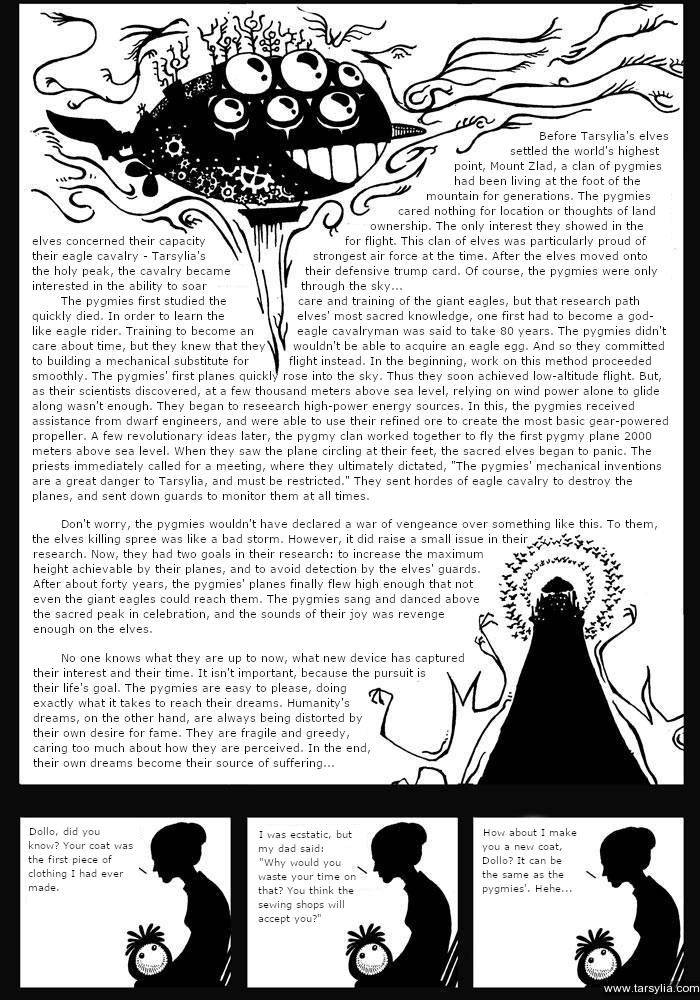 Before Tarsylia's elves
settled the world's highest
point, Mount Zlad, a clan of pygmies
had been living at the foot of the
mountain for generations. The pygmies
cared nothing for location or thoughts of land
ownership. The only interest they showed in the
elves concerned their capacity for flight. This clan of elves was particularly proud of
their eagle cavalry - Tarsylia's strongest air force at the time. After the elves moved onto
the holy peak, the cavalry became their defensive trump card. Of course, the pygmies were only
interested in the ability to soar through the sky...
The pygmies first studied the care and training of the giant eagles, but that research path
quickly died. In order to learn the elves' most sacred knowledge, one first had to become a god-
like eagle rider. Training to become an eagle cavalryman was said to take 80 years. The pygmies didn't
care about time, but they knew that they wouldn't be able to acquire an eagle egg. And so they committed
to building a mechanical substitute for flight instead. In the beginning, work on this method proceeded
smoothly. The pygmies' first planes quickly rose into the sky. Thus they soon achieved low-altitude flight. But,
as their scientists discovered, at a few thousand meters above sea level, relying on wind power alone to glide
along wasn't enough. They began to reseearch high-power energy sources. In this, the pygmies received
assistance from dwarf engineers, and were able to use their refined ore to create the most basic gear-powered
propeller. A few revolutionary ideas later, the pygmy clan worked together to fly the first pygmy plane 2000
meters above sea level. When they saw the plane circling at their feet, the sacred elves began to panic. The
priests immediately called for a meeting, where they ultimately dictated, "The pygmies' mechanical inventions
are a great danger to Tarsylia, and must be restricted." They sent hordes of eagle cavalry to destroy the
planes, and sent down guards to monitor them at all times.
Don't worry, the pygmies wouldn't have declared a war of vengeance over something like this. To them,
the elves killing spree was like a bad storm. However, it did raise a small issue in their
research. Now, they had two goals in their research: to increase the maximum
height achievable by their planes, and to avoid detection by the elves' guards.
After about forty years, the pygmies' planes finally flew high enough that not
even the giant eagles could reach them. The pygmies sang and danced above
the sacred peak in celebration, and the sounds of their joy was revenge
enough on the elves.
No one knows what they are up to now, what new device has captured
their interest and their time. It isn't important, because the pursuit is
their life's goal. The pygmies are easy to please, doing
exactly what it takes to reach their dreams. Humanity's
dreams, on the other hand, are always being distorted by
their own desire for fame. They are fragile and greedy,
caring too much about how they are perceived. In the end,
their own dreams become their source of suffering...
Dollo, did you
know? Your coat was
the first piece of
clothing I had ever
made.
I was ecstatic, but
my dad said:
"Why would you
waste your time on
that? You think the
sewing shops will
accept you?"
How about I make
you a new coat,
Dollo? It can be
the same as the
pygmies'. Hehe...
www.tarsylia.com